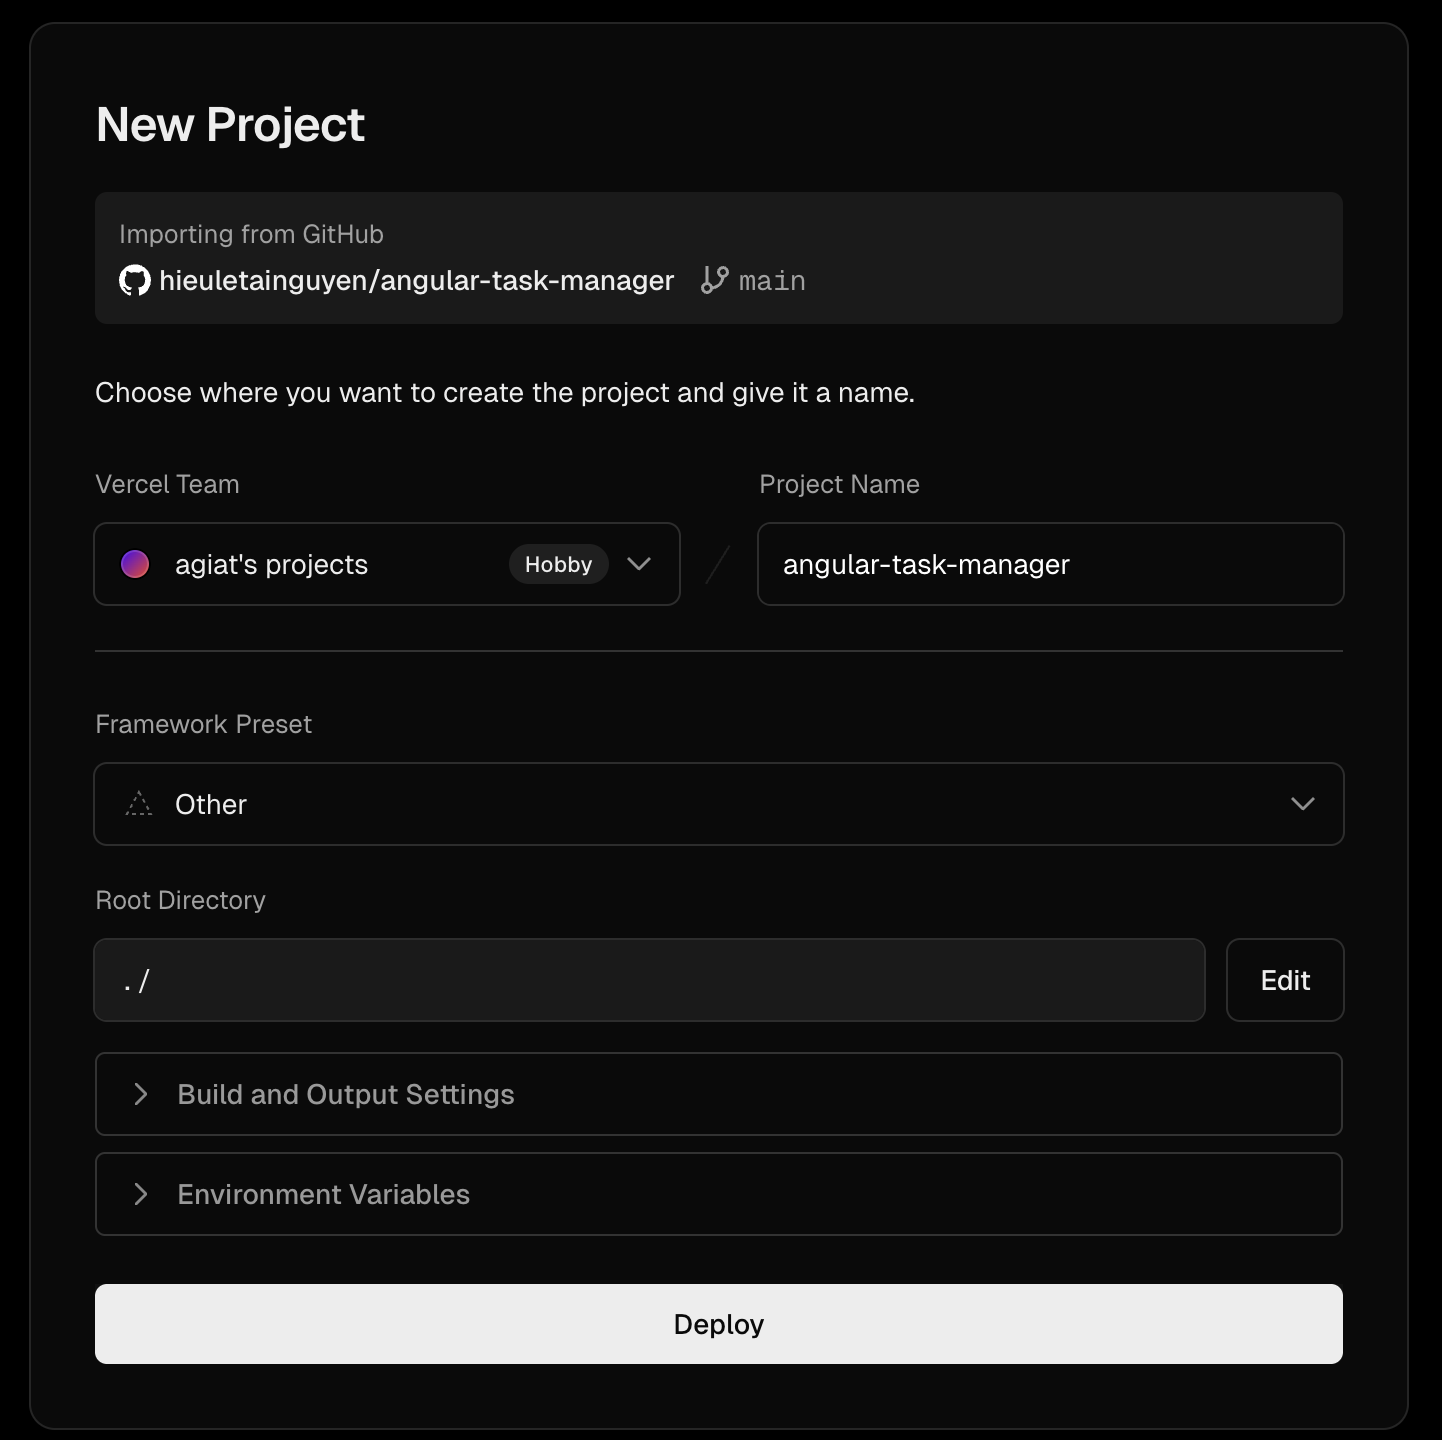 New Project
Importing from GitHub
hieuletainguyen/angular-task-manager main
Choose where you want to create the project and give it a name.
Vercel Team
Project Name
agiat's projects Hobby / angular-task-manager
Framework Preset
Other
Root Directory
./
Edit
Build and Output Settings
Environment Variables
Deploy